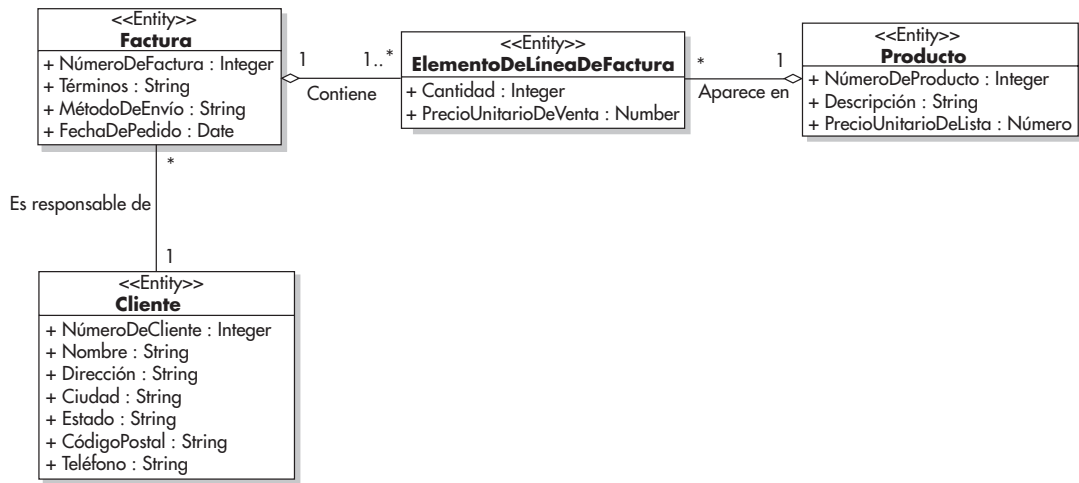 <<Entity>>
Factura
+ NúmeroDeFactura : Integer
+ Términos : String
+ MétodoDeEnvío : String
+ FechaDePedido : Date
1
1..*
Contiene
<<Entity>>
ElementoDeLíneaDeFactura
+ Cantidad : Integer
+ PrecioUnitarioDeVenta : Number
*
1
Aparece en
<<Entity>>
Producto
+ NúmeroDeProducto : Integer
+ Descripción : String
+ PrecioUnitarioDeLista : Número
*
Es responsable de
1
<<Entity>>
Cliente
+ NúmeroDeCliente : Integer
+ Nombre : String
+ Dirección : String
+ Ciudad : String
+ Estado : String
+ CódigoPostal : String
+ Teléfono : String